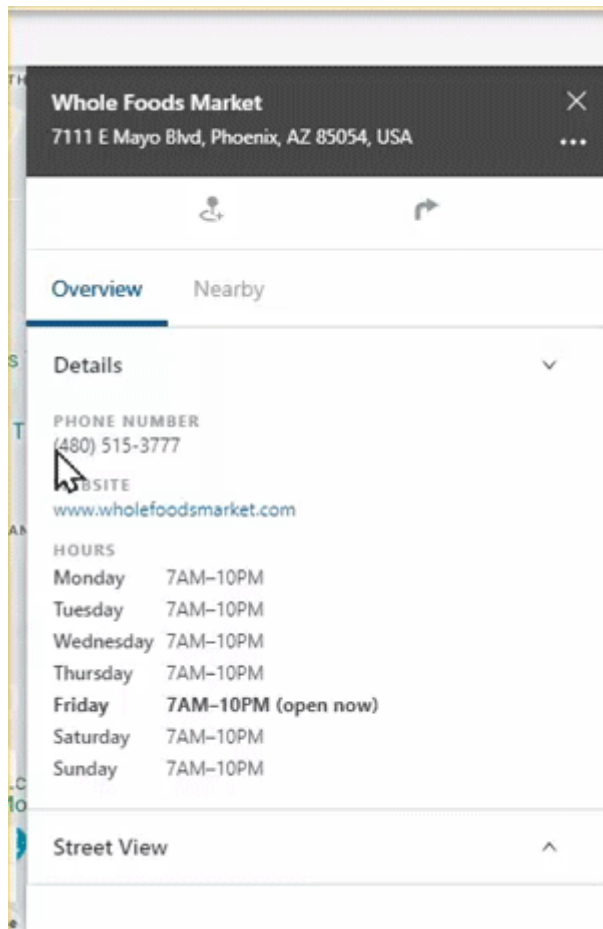 Whole Foods Market
7111 E Mayo Blvd, Phoenix, AZ 85054, USA
Overview Nearby
Details
PHONE NUMBER
(480) 515-3777
www.wholefoodsmarket.com
HOURS
Monday 7AM–10PM
Tuesday 7AM–10PM
Wednesday 7AM–10PM
Thursday 7AM–10PM
Friday 7AM–10PM (open now)
Saturday 7AM–10PM
Sunday 7AM–10PM
Street View